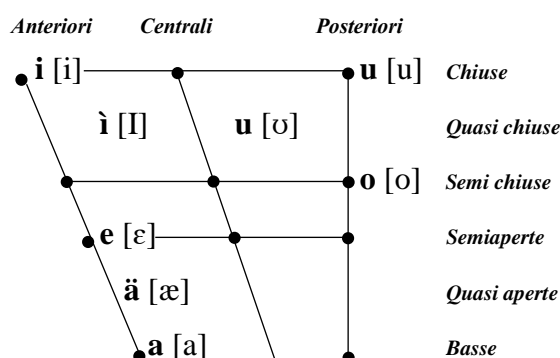 Anteriori Centrali Posteriori
i [i] u [u] Chiuse
ì [I] u [ʊ] Quasi chiuse
o [o] Semi chiuse
e [ɛ] Semiaperte
ä [æ] Quasi aperte
a [a] Basse